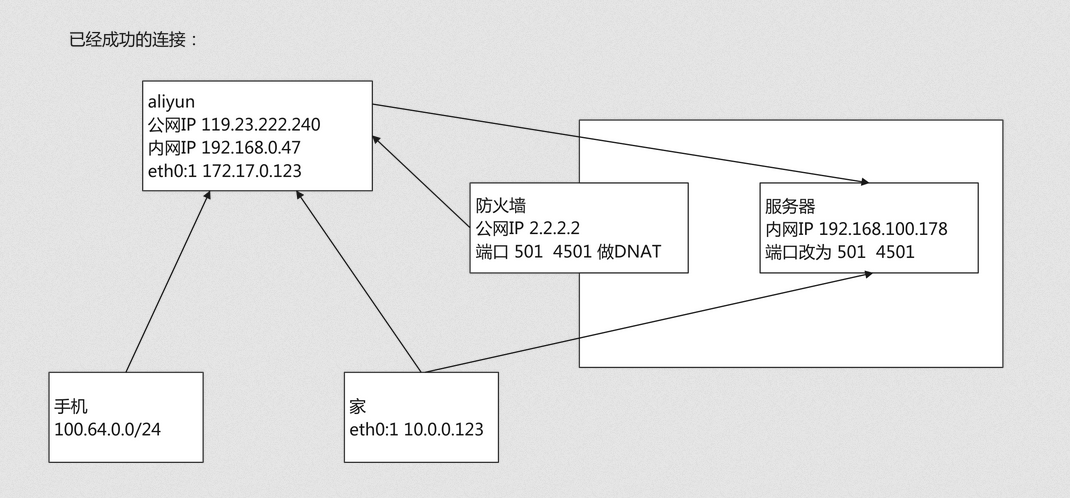 已经成功的连接：
aliyun
公网IP 119.23.222.240
内网IP 192.168.0.47
eth0:1 172.17.0.123
防火墙
公网IP 2.2.2.2
端口 501  4501 做DNAT
服务器
内网IP 192.168.100.178
端口改为 501  4501
手机
100.64.0.0/24
家
eth0:1 10.0.0.123